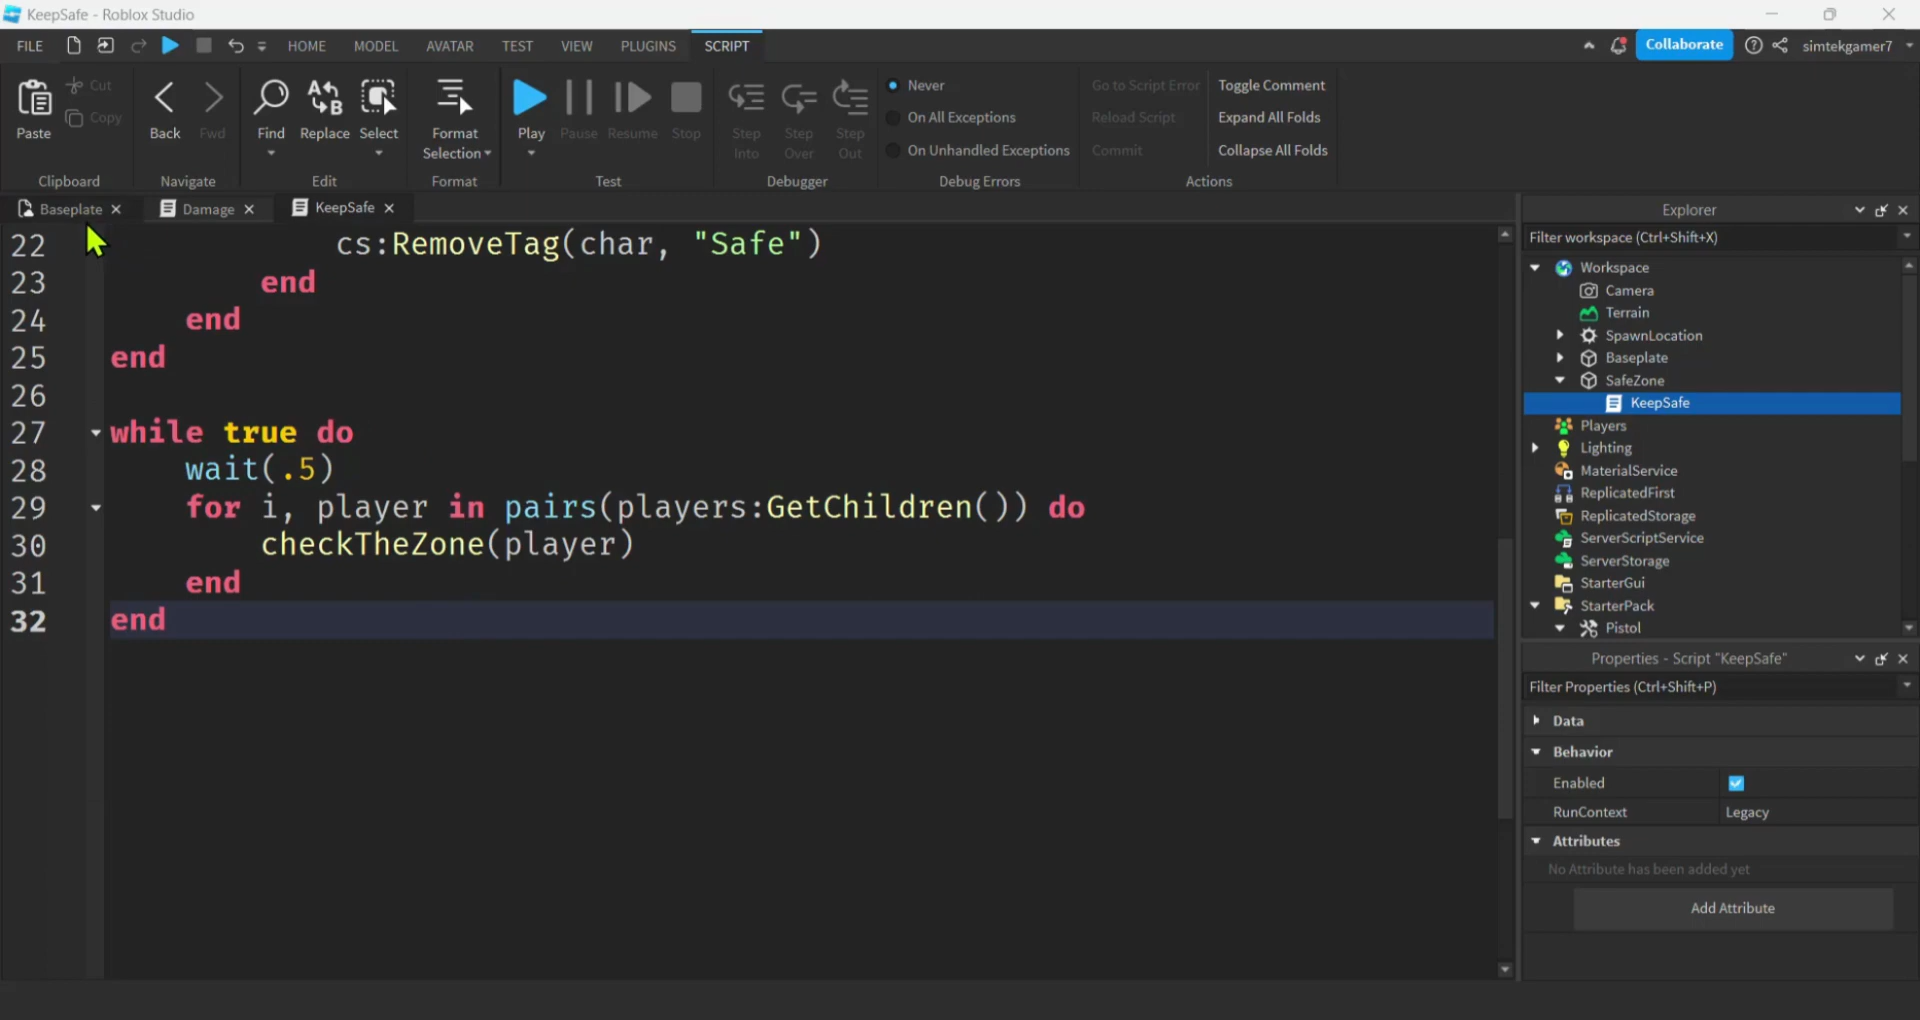 KeepSafe - Roblox Studio
FILE HOME MODEL AVATAR TEST VIEW PLUGINS SCRIPT Collaborate simtekgamer7
Paste Cut Copy Back Fwd Find Replace Select Format Selection Play Pause Resume Stop Step Into Step Over Step Out
Never
On All Exceptions
On Unhandled Exceptions
Go to Script Error
Reload Script
Commit
Toggle Comment
Expand All Folds
Collapse All Folds
Clipboard Navigate Edit Format Test Debugger Debug Errors Actions
Baseplate Damage KeepSafe
22 cs:RemoveTag(char, "Safe")
23 end
24 end
25 end
26
27 while true do
28 wait(.5)
29 for i, player in pairs(players:GetChildren()) do
30 checkTheZone(player)
31 end
32 end
Explorer
Filter workspace (Ctrl+Shift+X)
Workspace
Camera
Terrain
SpawnLocation
Baseplate
SafeZone
KeepSafe
Players
Lighting
MaterialService
ReplicatedFirst
ReplicatedStorage
ServerScriptService
ServerStorage
StarterGui
StarterPack
Pistol
Properties - Script "KeepSafe"
Filter Properties (Ctrl+Shift+P)
Data
Behavior
Enabled
RunContext Legacy
Attributes
No Attribute has been added yet
Add Attribute